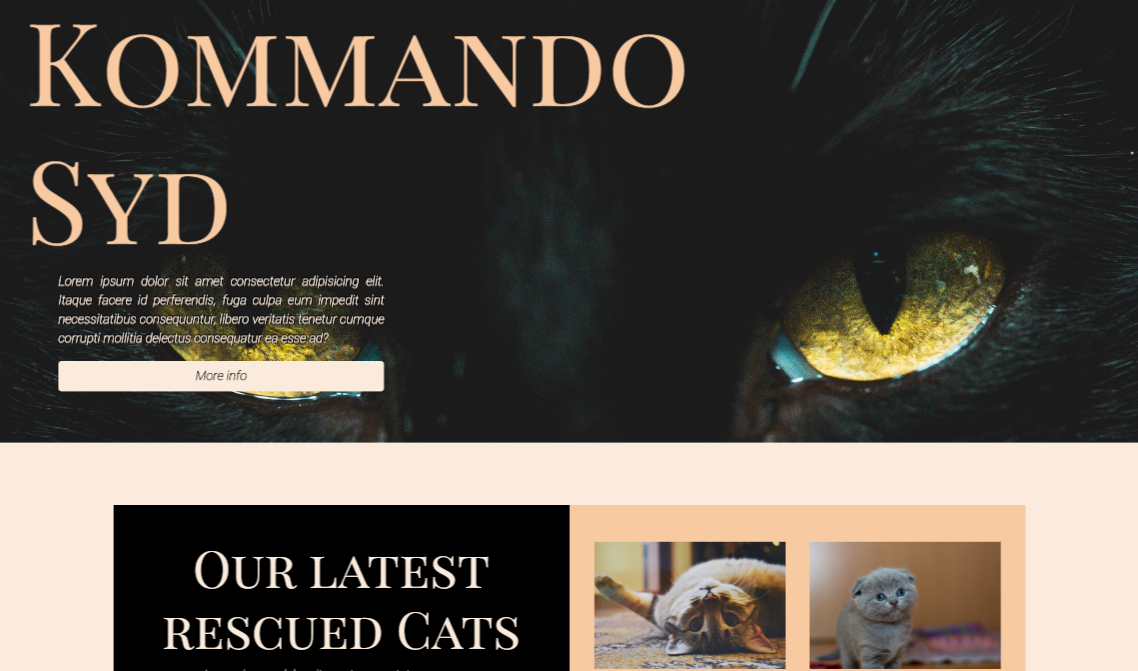 Kommando
Syd
Lorem ipsum dolor sit amet consectetur adipisicing elit.
Itaque facere id perferendis, fuga culpa eum impedit sint
necessitatibus consequuntur, libero veritatis tenetur cumque
corrupti mollitia delectus consequatur ea esse ad?
More info
Our latest
rescued Cats